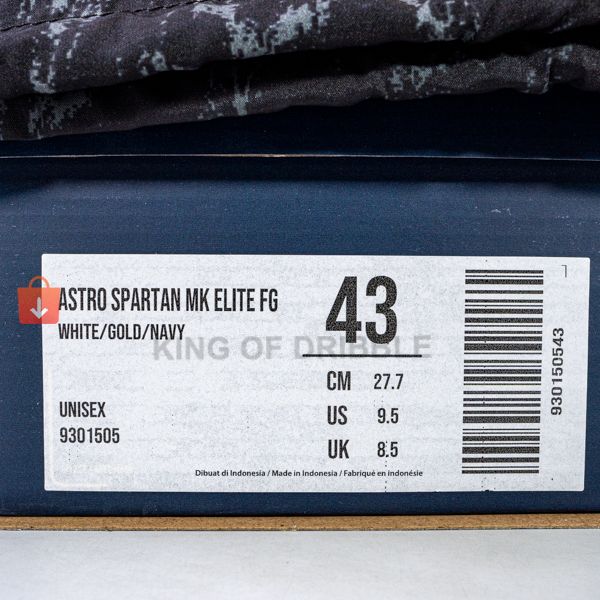 ASTRO SPARTAN MK ELITE FG
WHITE/GOLD/NAVY
KING OF DRIBBLE
UNISEX
9301505
43
CM 27.7
US 9.5
UK 8.5
Dibuat di Indonesia / Made in Indonesia / Fabriqué en indonésie
930150543